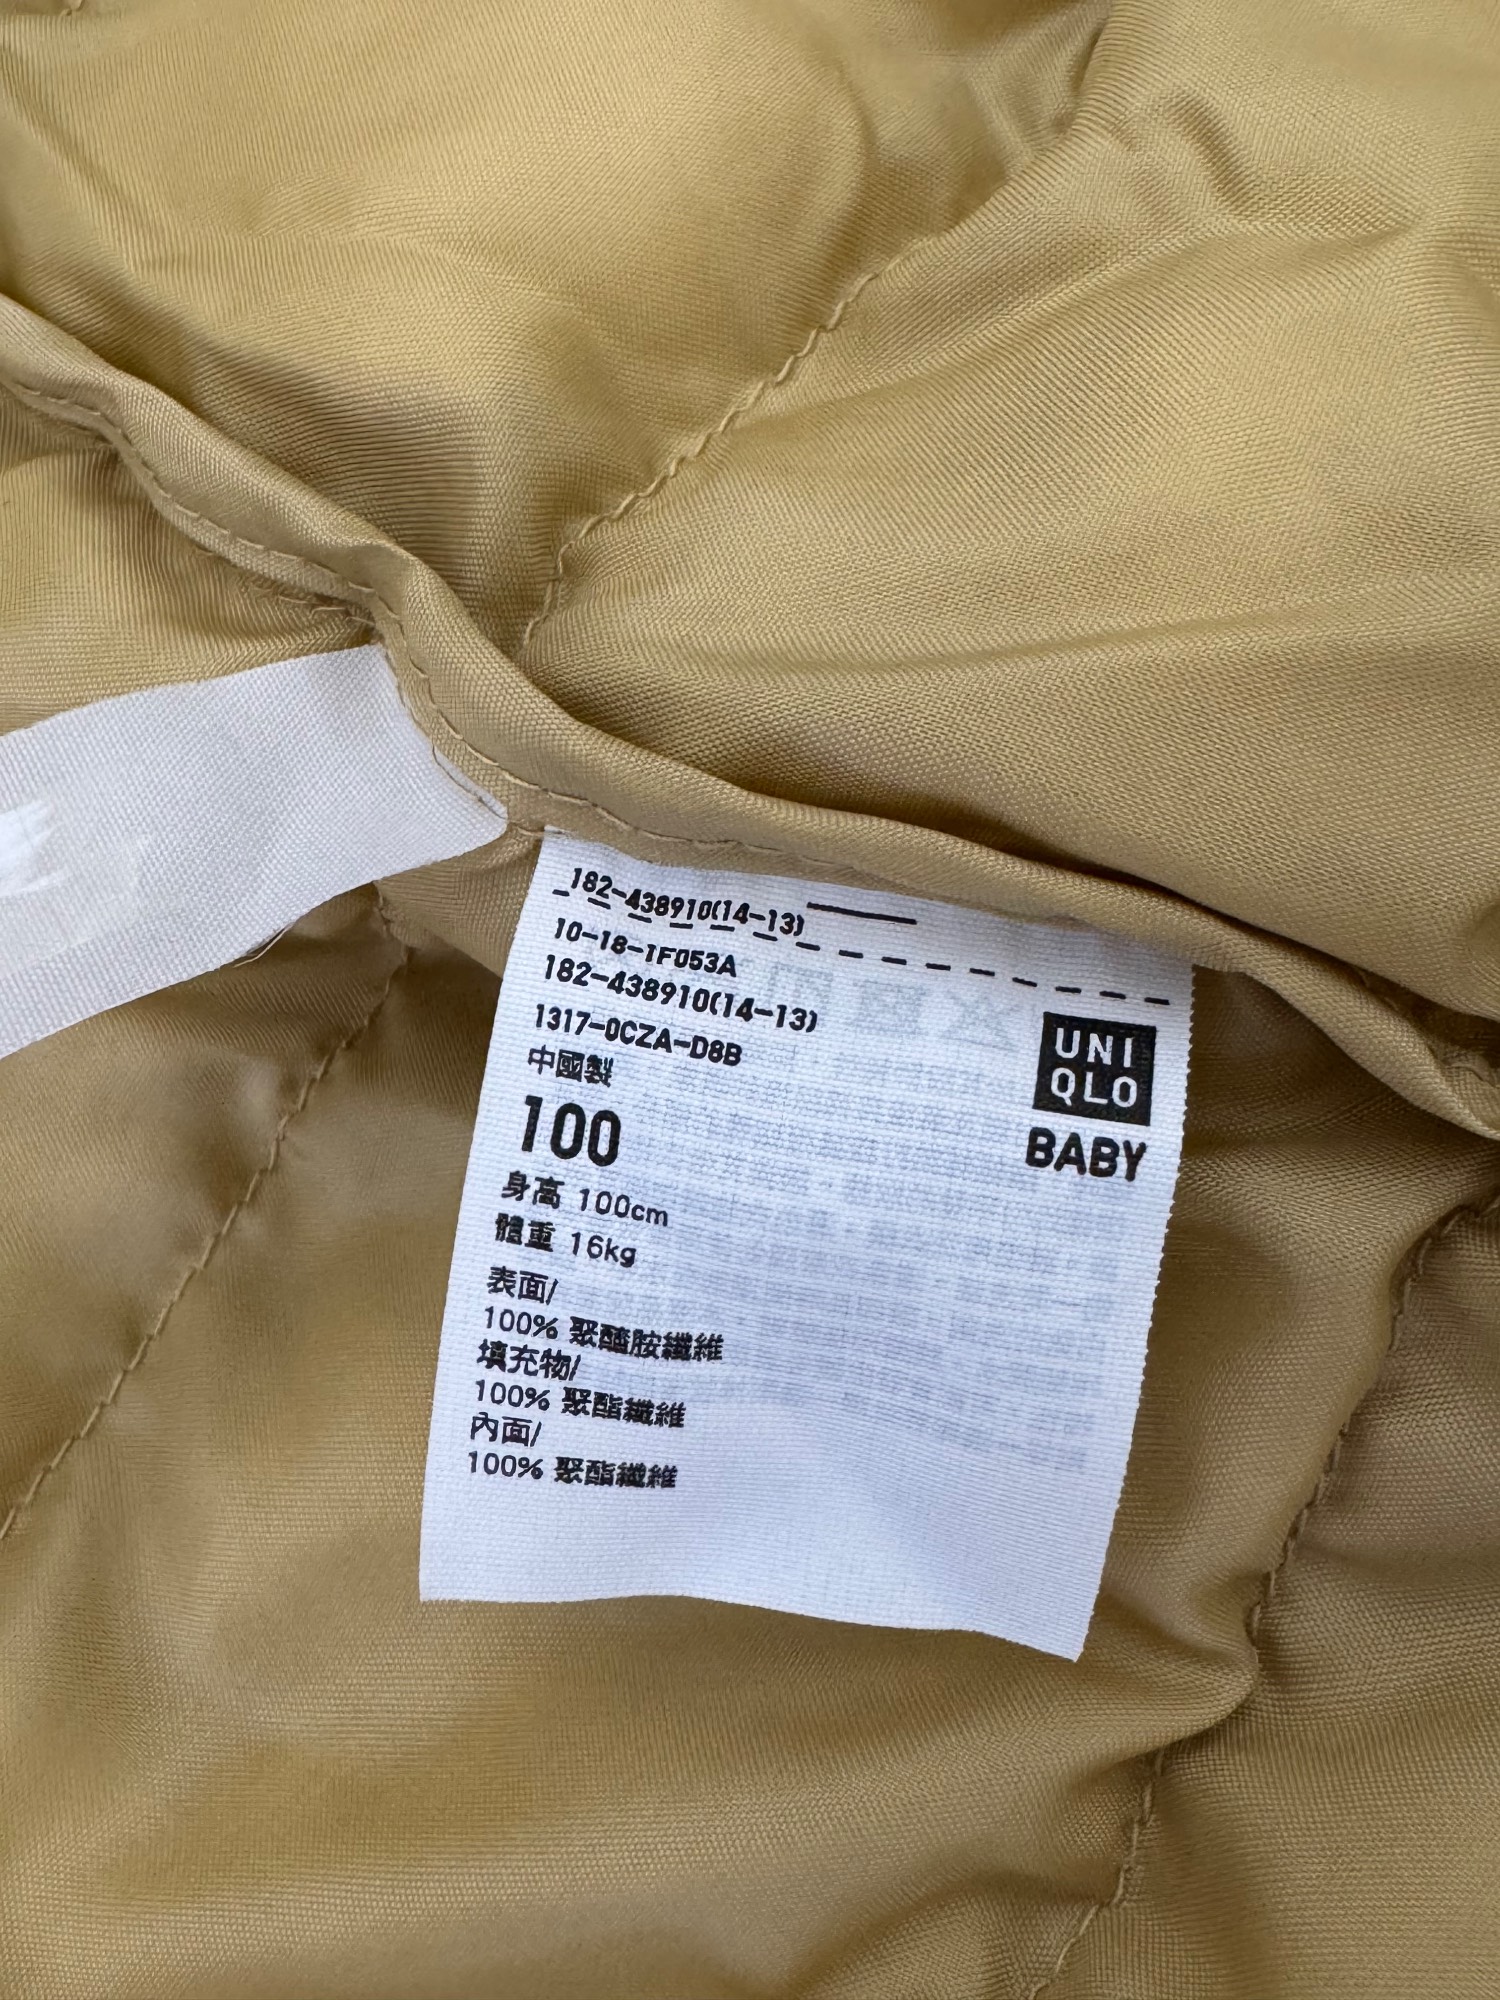 182-438910(14-13)
10-18-1F053A
182-438910(14-13)
1317-0CZA-D8B
中國製
100
身高 100cm
體重 16kg
表面/
100% 聚醯胺纖維
填充物/
100% 聚酯纖維
內面/
100% 聚酯纖維
UNI
QLO
BABY